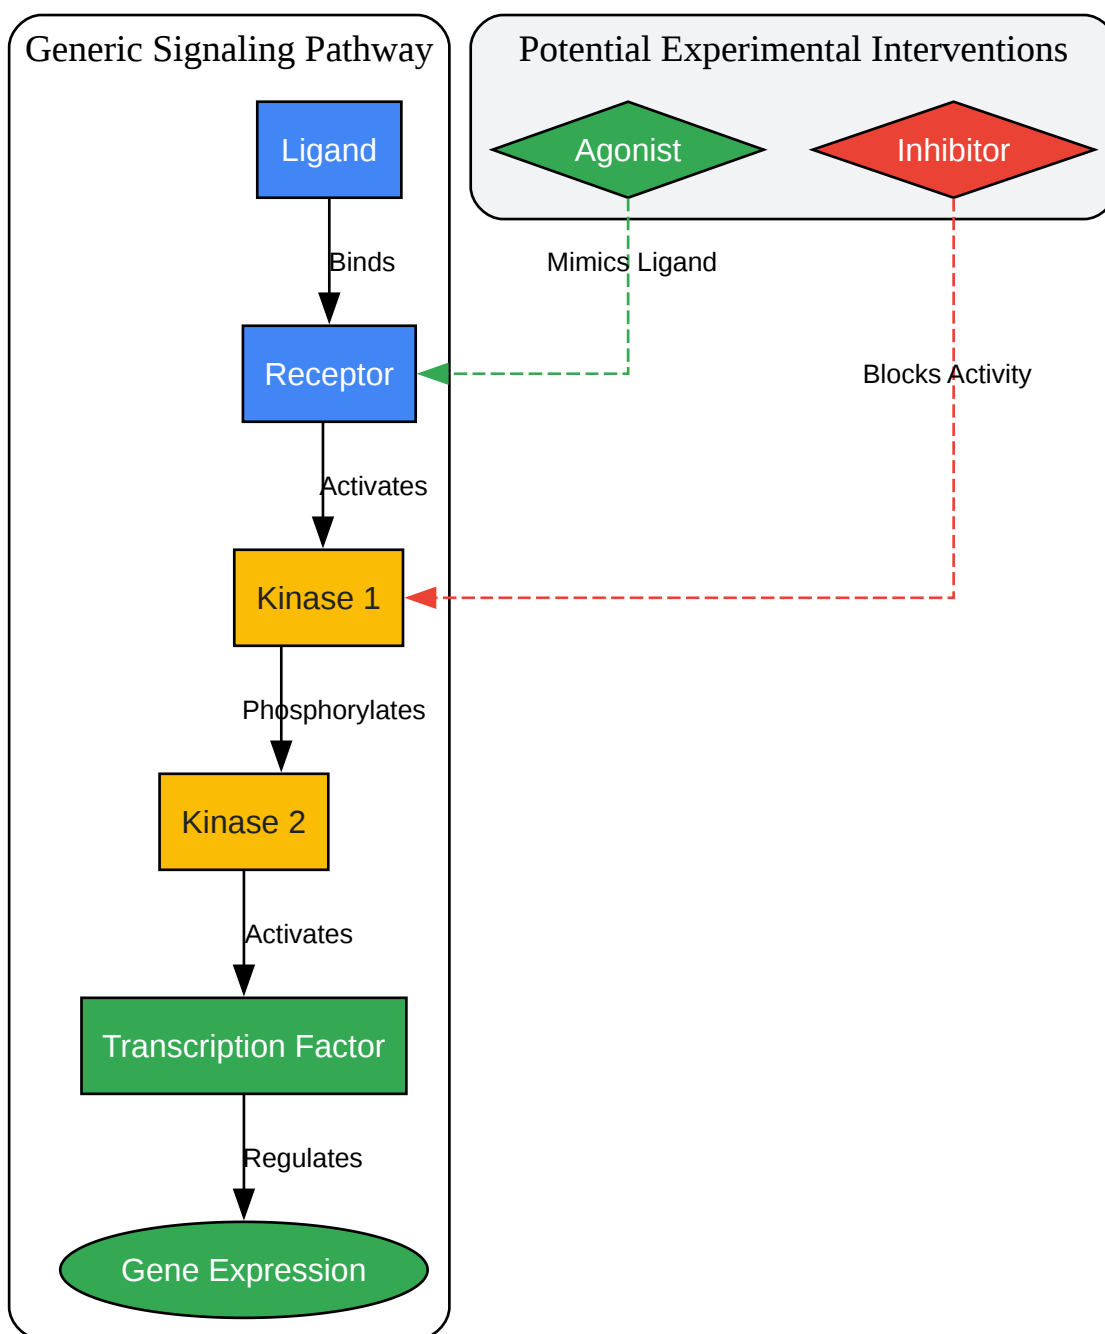 Generic Signaling Pathway
Potential Experimental Interventions
Ligand
Agonist
Inhibitor
Binds
Mimics Ligand
Receptor
Blocks Activity
Activates
Kinase 1
Phosphorylates
Kinase 2
Activates
Transcription Factor
Regulates
Gene Expression